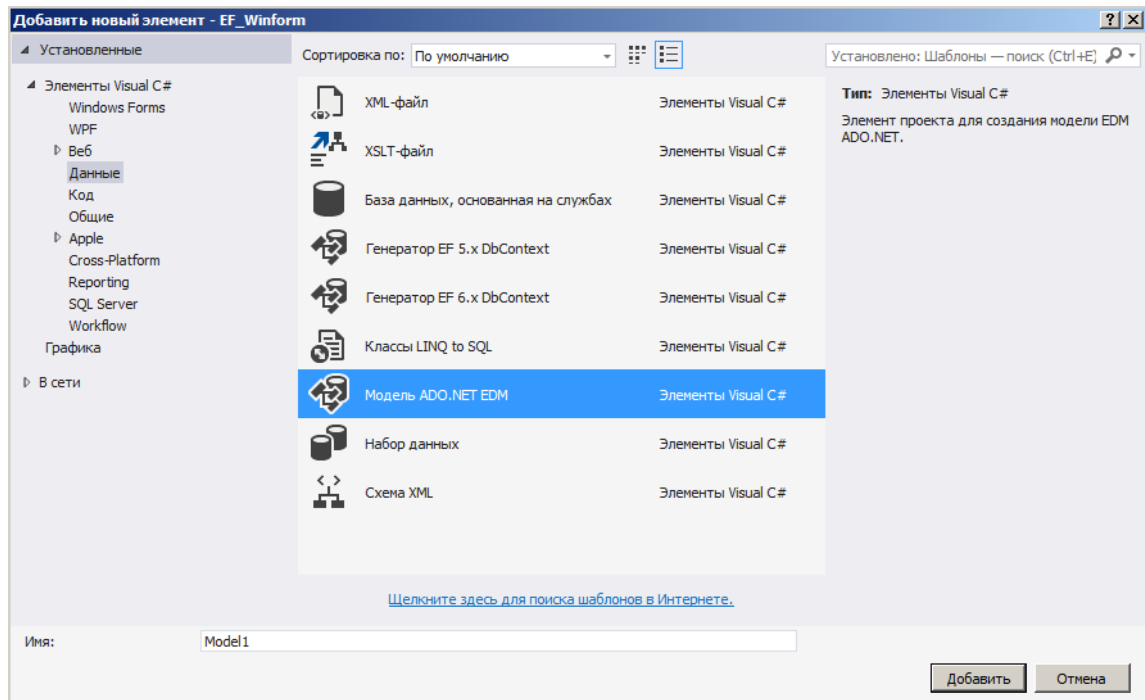 Добавить новый элемент - EF_Winform
Установленные
Сортировка по: По умолчанию
Установлено: Шаблоны — поиск (Ctrl+E)
Элементы Visual C#
Windows Forms
WPF
Веб
Данные
Код
Общие
Apple
Cross-Platform
Reporting
SQL Server
Workflow
Графика
В сети
XML-файл Элементы Visual C#
XSLT-файл Элементы Visual C#
База данных, основанная на службах Элементы Visual C#
Генератор EF 5.x DbContext Элементы Visual C#
Генератор EF 6.x DbContext Элементы Visual C#
Классы LINQ to SQL Элементы Visual C#
Модель ADO.NET EDM Элементы Visual C#
Набор данных Элементы Visual C#
Схема XML Элементы Visual C#
Тип: Элементы Visual C#
Элемент проекта для создания модели EDM
ADO.NET.
Щелкните здесь для поиска шаблонов в Интернете.
Имя: Model1
Добавить Отмена